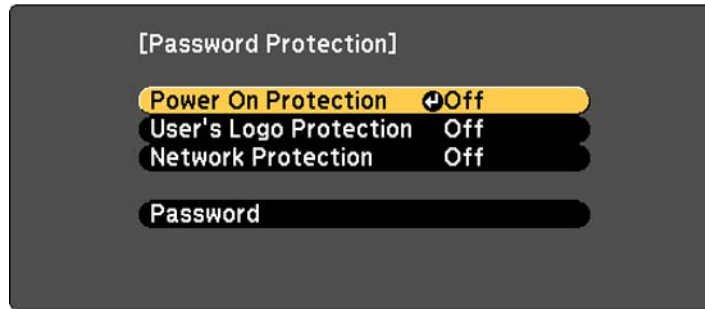 [Password Protection]
Power On Protection Off
User's Logo Protection Off
Network Protection Off
Password